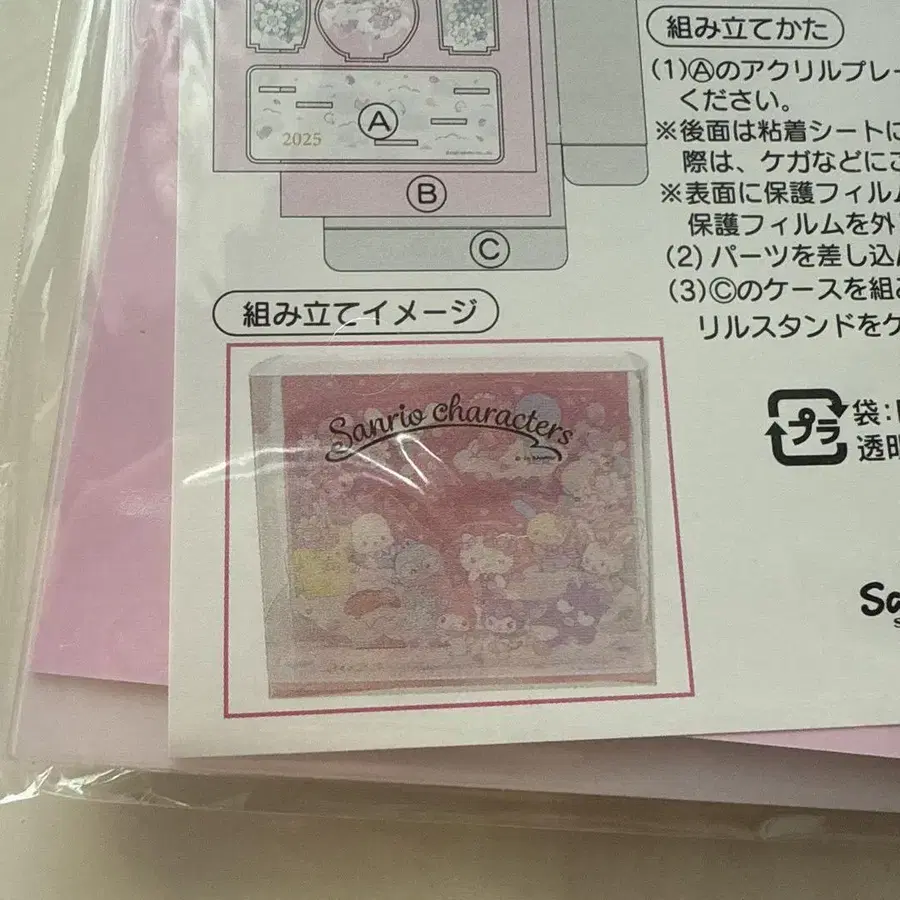 組み立てかた
(1)Ⓐのアクリルプレー
ください。
※後面は粘着シートに
際は、ケガなどにご
※表面に保護フィルム
保護フィルムを外
(2)パーツを差し込ん
(3)Ⓒのケースを組み
リルスタンドをケ
Ⓐ
2025
Ⓑ
Ⓒ
組み立てイメージ
Sanrio characters
プラ
袋:
透明
Sa